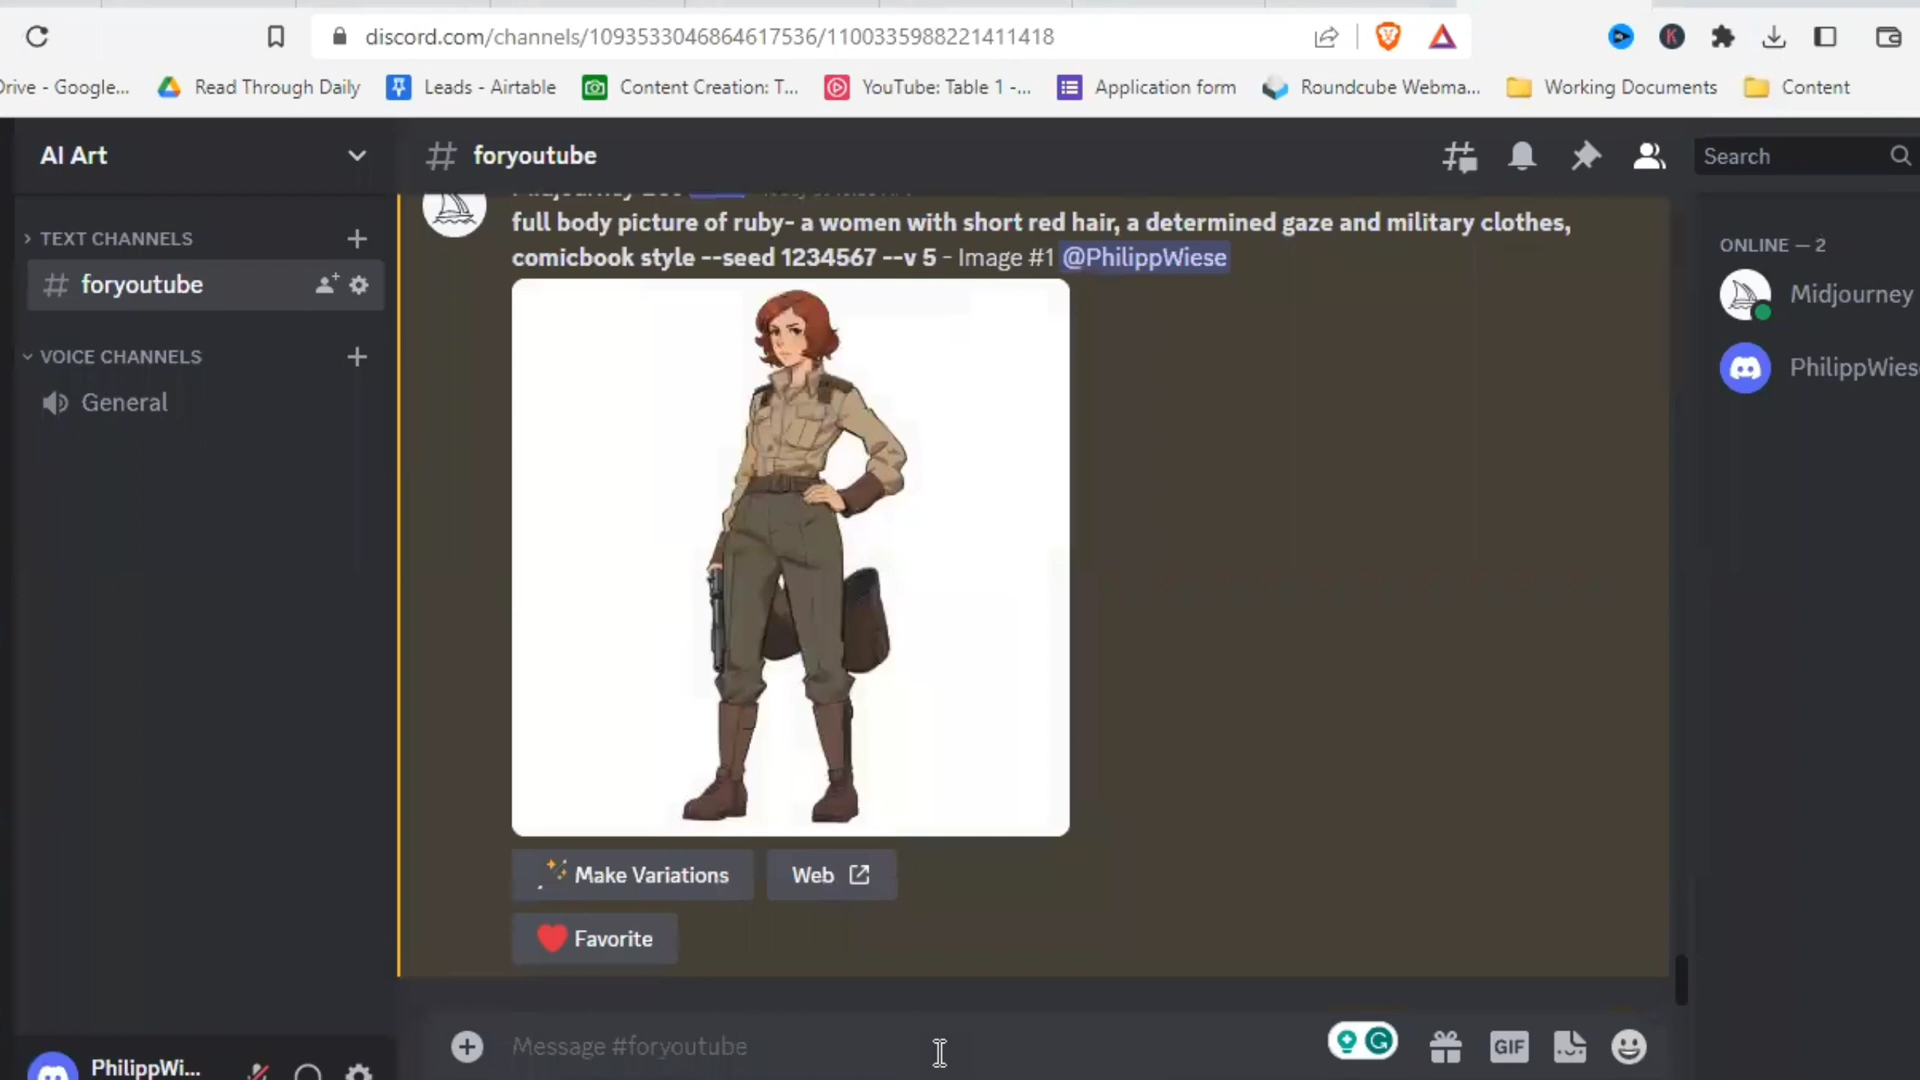 discord.com/channels/1093533046864617536/1100335988221411418
Drive - Google...
Read Through Daily
Leads - Airtable
Content Creation: T...
YouTube: Table 1 -...
Application form
Roundcube Webma...
Working Documents
Content
AI Art
# foryoutube
Search
TEXT CHANNELS
# foryoutube
VOICE CHANNELS
General
full body picture of ruby- a women with short red hair, a determined gaze and military clothes,
comicbook style --seed 1234567 --v 5 - Image #1 @PhilippWiese
Make Variations
Web
Favorite
Message #foryoutube
GIF
ONLINE — 2
Midjourney
PhilippWies
PhilippWi...